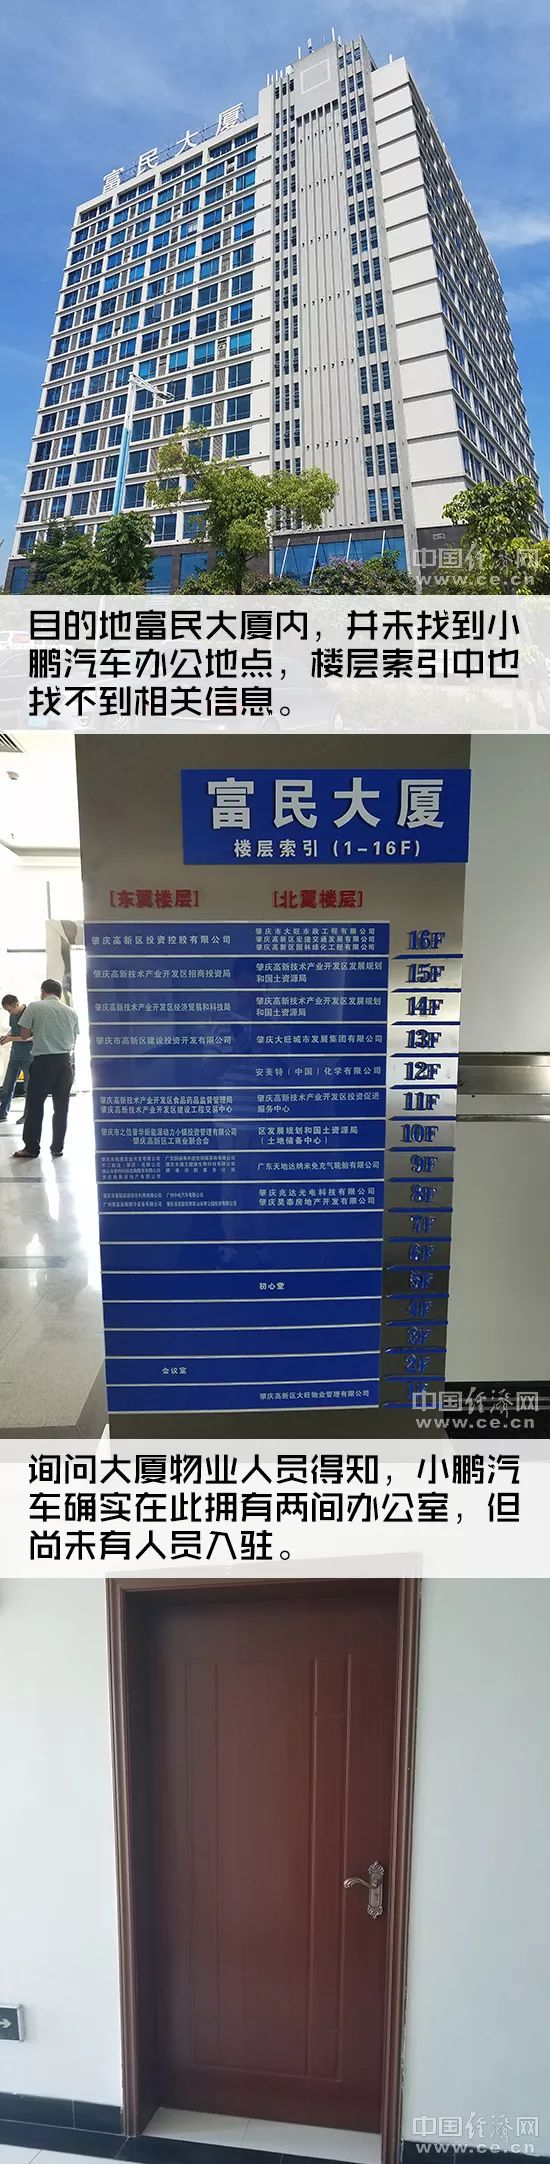 富民大厦
中国经济网
www.ce.cn
目的地富民大厦内，并未找到小
鹏汽车办公地点，楼层索引中也
找不到相关信息。
富民大厦
楼层索引（1-16F）
[东翼楼层]
[北翼楼层]
肇庆高新区投资控股有限公司
肇庆市大旺市政工程有限公司
肇庆高新区宏捷交通发展有限公司
肇庆高新区园林绿化工程有限公司
16F
肇庆高新技术产业开发区招商投资局
肇庆高新技术产业开发区发展规划
和国土资源局
15F
肇庆高新技术产业开发区经济贸易和科技局
肇庆高新技术产业开发区发展规划
和国土资源局
14F
肇庆市高新区建设投资开发有限公司
肇庆大旺城市发展集团有限公司
13F
安美特（中国）化学有限公司
12F
肇庆高新技术产业开发区食品药品监督管理局
肇庆高新技术产业开发区建设工程交易中心
肇庆高新技术产业开发区投资促进
服务中心
11F
肇庆市之恒普华新能源动力小镇投资管理有限公司
肇庆高新区工商业联合会
区发展规划和国土资源局
（土地储备中心）
10F
广东天地达纳米免充气轮胎有限公司
9F
肇庆兆达光电科技有限公司
肇庆昊泰房地产开发有限公司
8F
7F
6F
初心堂
5F
4F
3F
会议室
2F
肇庆高新区大旺物业管理有限公司
1F
中国经济网
www.ce.cn
询问大厦物业人员得知，小鹏汽
车确实在此拥有两间办公室，但
尚未有人员入驻。
中国经济网
www.ce.cn